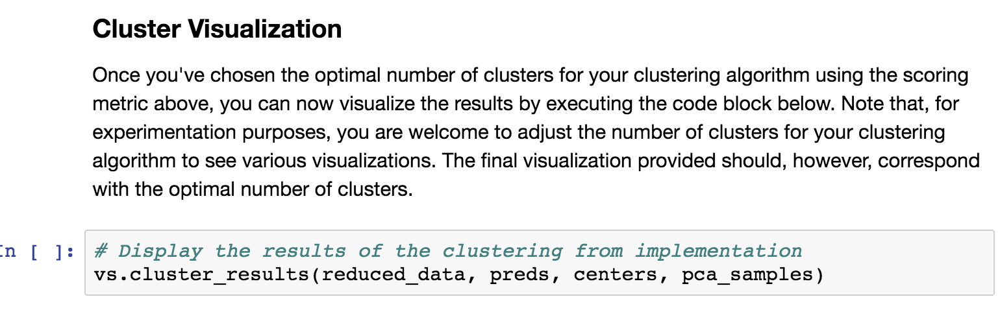 Cluster Visualization
Once you've chosen the optimal number of clusters for your clustering algorithm using the scoring
metric above, you can now visualize the results by executing the code block below. Note that, for
experimentation purposes, you are welcome to adjust the number of clusters for your clustering
algorithm to see various visualizations. The final visualization provided should, however, correspond
with the optimal number of clusters.
In [ ]: # Display the results of the clustering from implementation
vs.cluster_results(reduced_data, preds, centers, pca_samples)